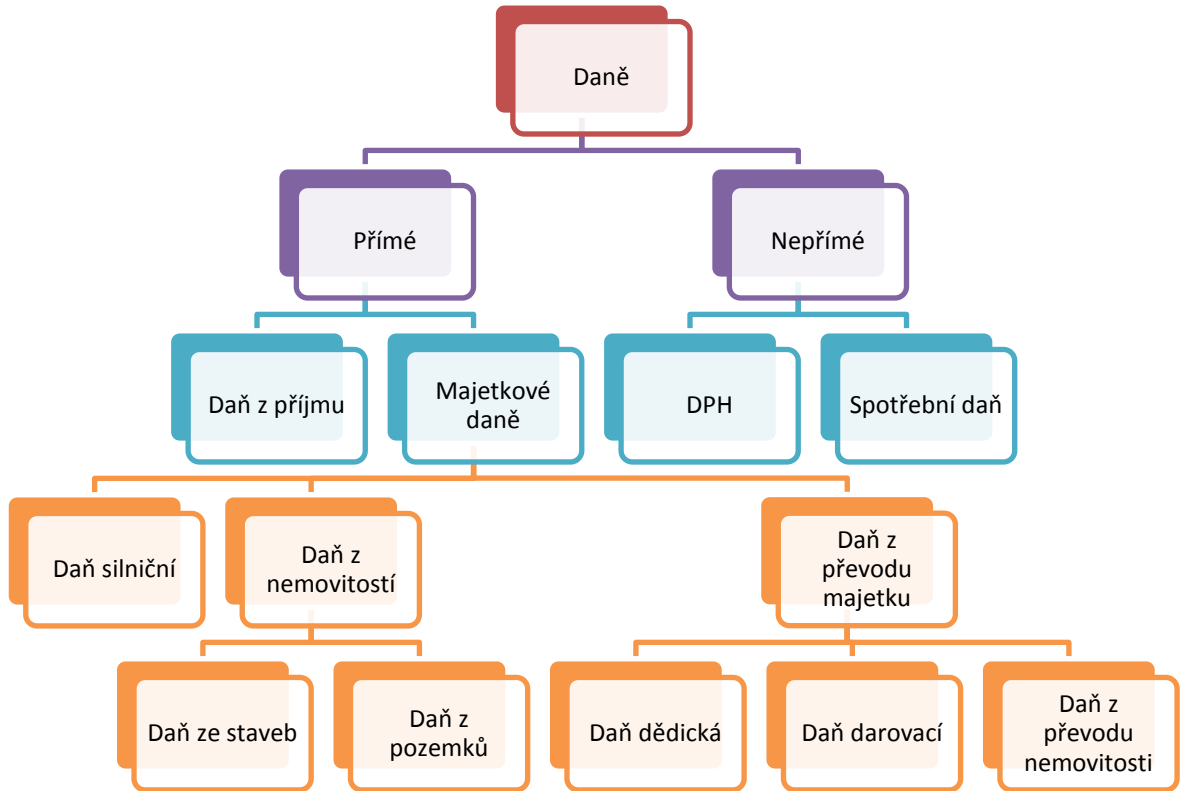 Daně
Přímé
Nepřímé
Daň z příjmu
Majetkové
daně
DPH
Spotřební daň
Daň silniční
Daň z
nemovitostí
Daň z
převodu
majetku
Daň ze staveb
Daň z
pozemků
Daň dědická
Daň darovací
Daň z
převodu
nemovitosti